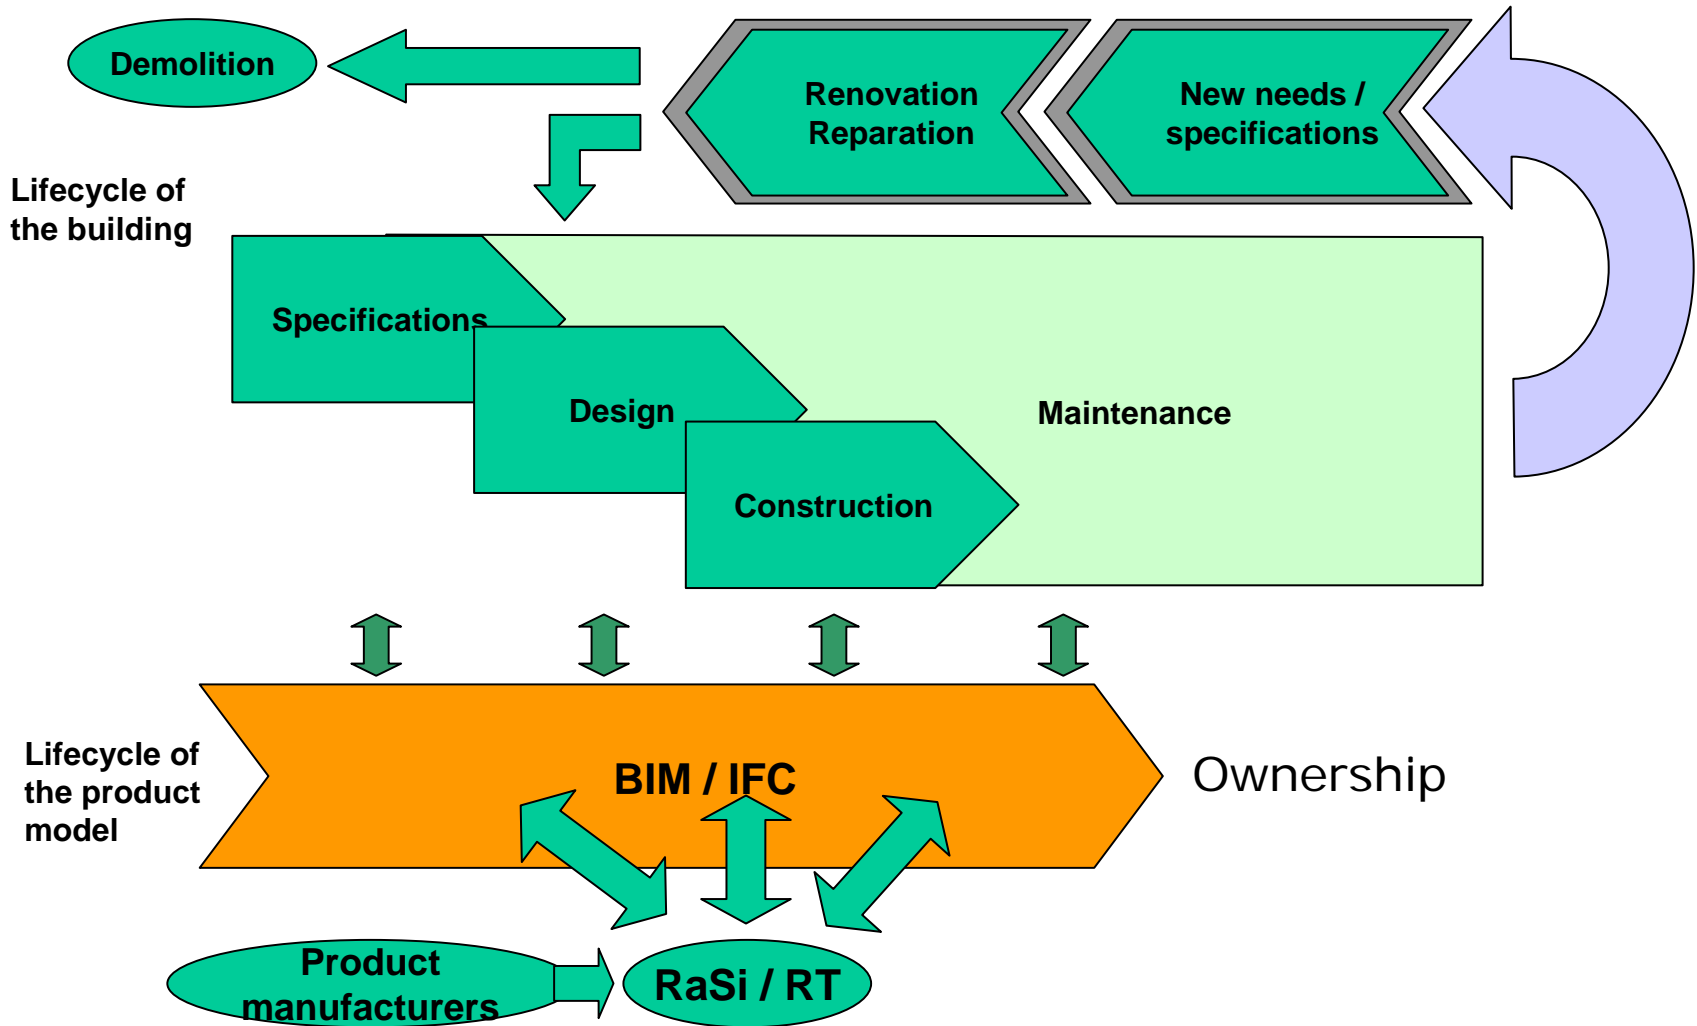 Demolition
Renovation
Reparation
New needs /
specifications
Lifecycle of
the building
Specifications
Design
Maintenance
Construction
Lifecycle of
the product
model
BIM / IFC
Ownership
Product
manufacturers
RaSi / RT